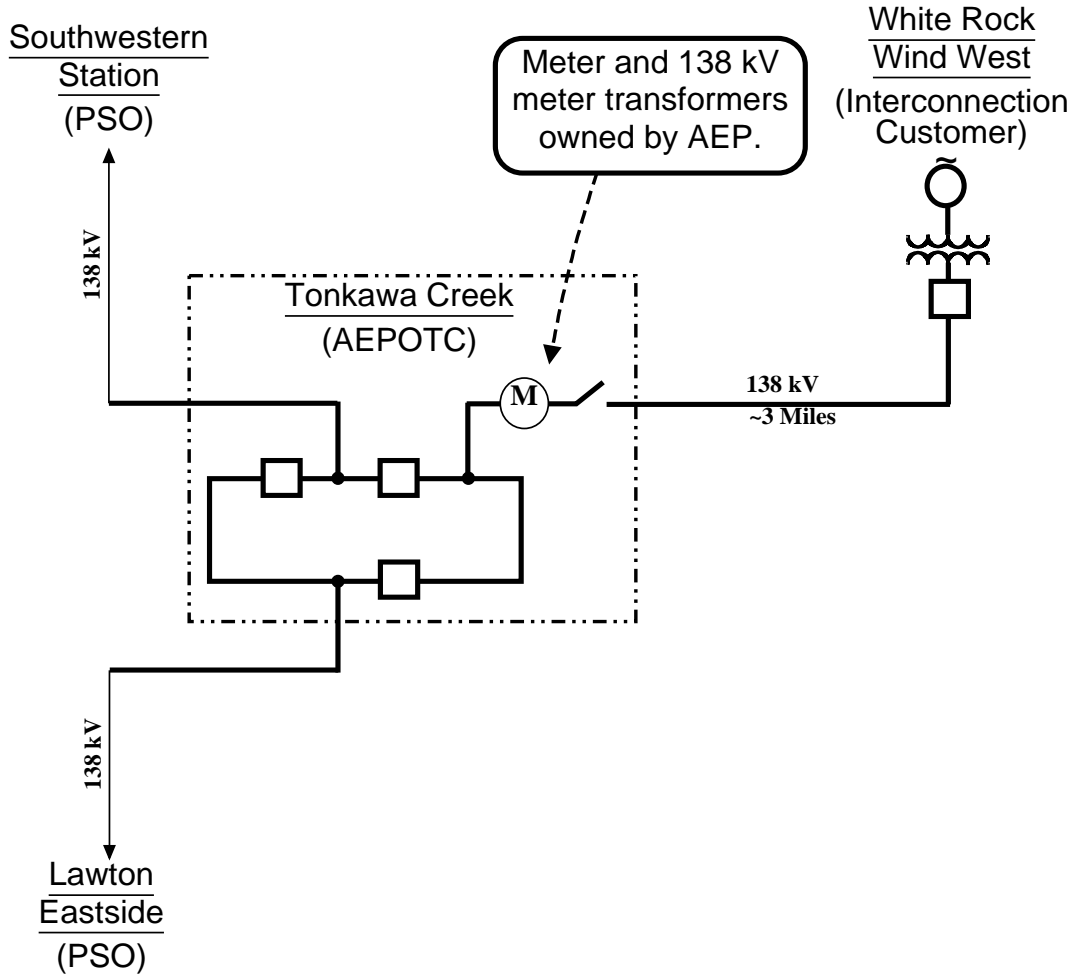 Southwestern
Station
(PSO)
Meter and 138 kV
meter transformers
owned by AEP.
White Rock
Wind West
(Interconnection
Customer)
~
138 kV
Tonkawa Creek
(AEPOTC)
M
138 kV
~3 Miles
138 kV
Lawton
Eastside
(PSO)